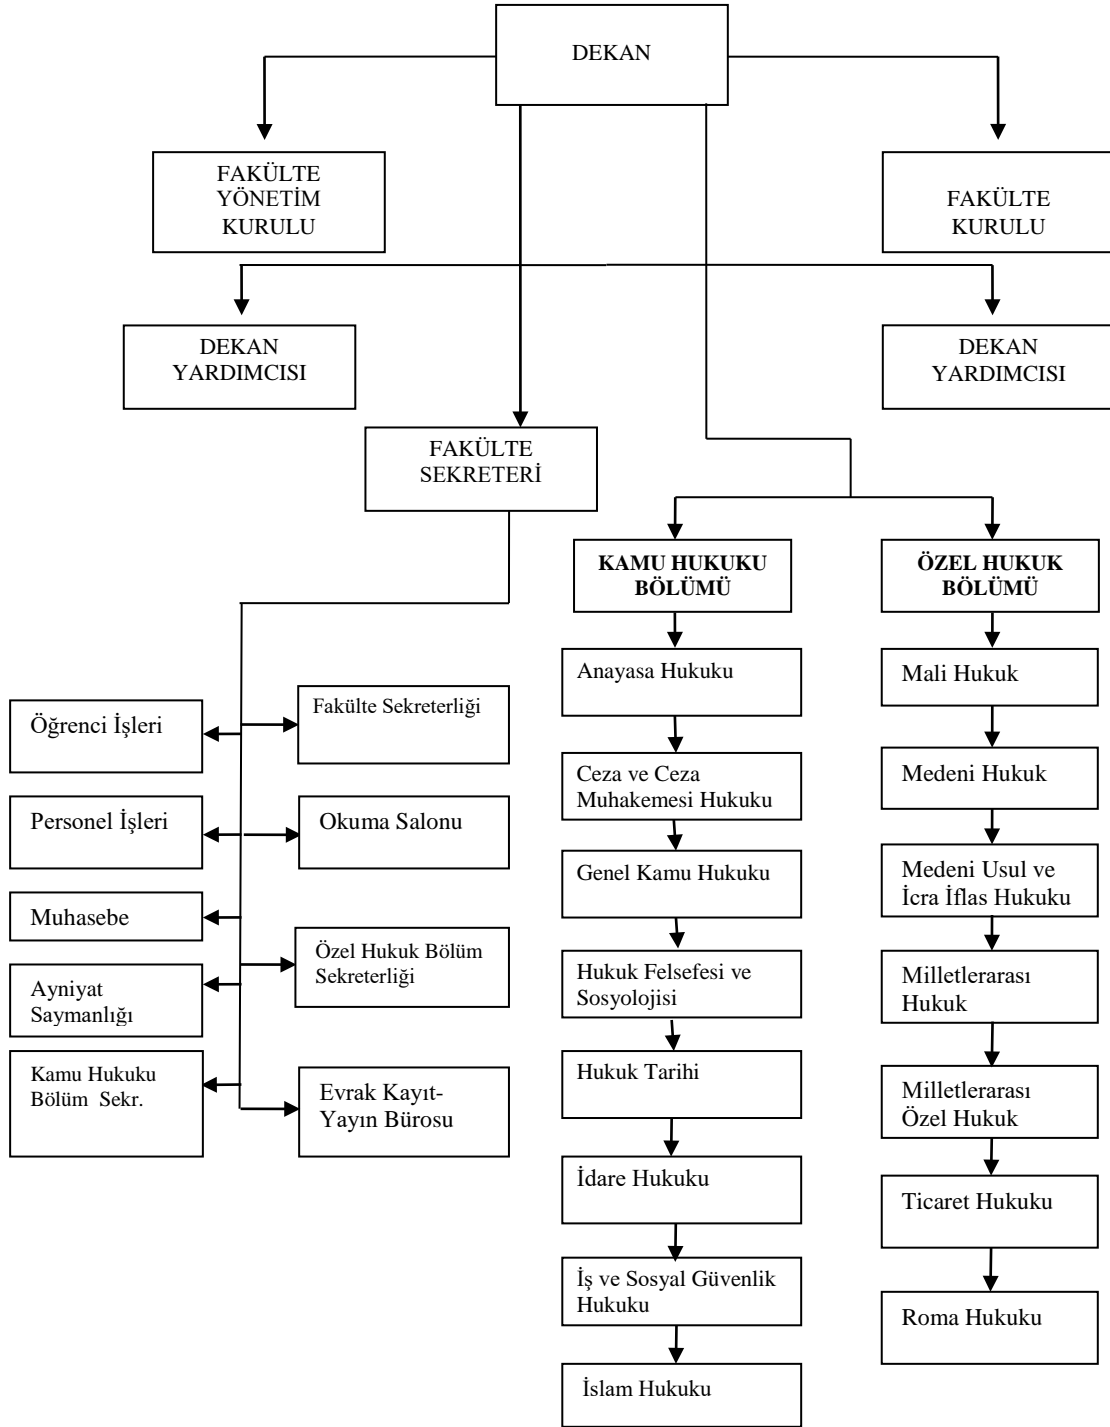 DEKAN
FAKÜLTE
YÖNETİM
KURULU
FAKÜLTE
KURULU
DEKAN
YARDIMCISI
DEKAN
YARDIMCISI
FAKÜLTE
SEKRETERİ
KAMU HUKUKU
BÖLÜMÜ
ÖZEL HUKUK
BÖLÜMÜ
Öğrenci İşleri
Personel İşleri
Muhasebe
Ayniyat
Saymanlığı
Kamu Hukuku
Bölüm Sekr.
Fakülte Sekreterliği
Okuma Salonu
Özel Hukuk Bölüm
Sekreterliği
Evrak Kayıt-
Yayın Bürosu
Anayasa Hukuku
Ceza ve Ceza
Muhakemesi Hukuku
Genel Kamu Hukuku
Hukuk Felsefesi ve
Sosyolojisi
Hukuk Tarihi
İdare Hukuku
İş ve Sosyal Güvenlik
Hukuku
İslam Hukuku
Mali Hukuk
Medeni Hukuk
Medeni Usul ve
İcra İflas Hukuku
Milletlerarası
Hukuk
Milletlerarası
Özel Hukuk
Ticaret Hukuku
Roma Hukuku